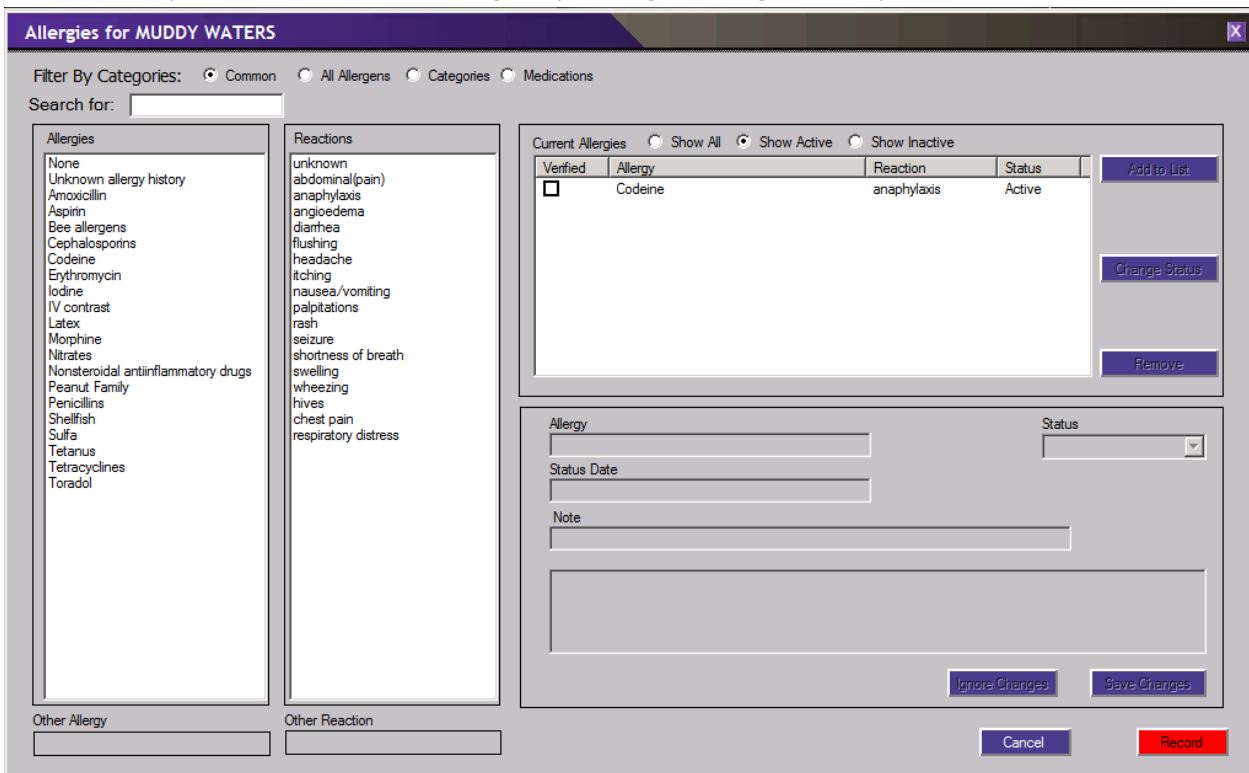 Allergies for MUDDY WATERS
X
Filter By Categories: Common All Allergens Categories Medications
Search for:
Allergies
None
Unknown allergy history
Amoxicillin
Aspirin
Bee allergens
Cephalosporins
Codeine
Erythromycin
Iodine
IV contrast
Latex
Morphine
Nitrates
Nonsteroidal antiinflammatory drugs
Peanut Family
Penicillins
Shellfish
Sulfa
Tetanus
Tetracyclines
Toradol
Other Allergy
Reactions
unknown
abdominal(pain)
anaphylaxis
angioedema
diarrhea
flushing
headache
itching
nausea/vomiting
palpitations
rash
seizure
shortness of breath
swelling
wheezing
hives
chest pain
respiratory distress
Other Reaction
Current Allergies Show All Show Active Show Inactive
Verified Allergy Reaction Status
Codeine anaphylaxis Active
Add to List
Change Status
Remove
Allergy Status
Status Date
Note
Ignore Changes Save Changes
Cancel Record